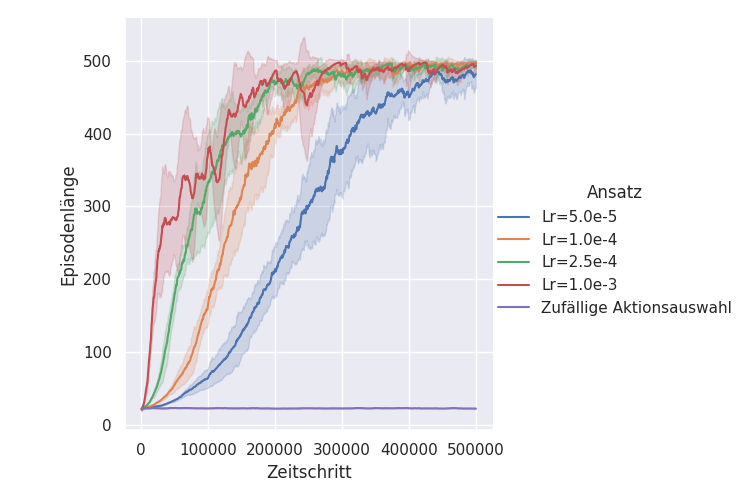 500
400
300
200
100
0
Episodenlänge
0 100000 200000 300000 400000 500000
Zeitschritt
Ansatz
Lr=5.0e-5
Lr=1.0e-4
Lr=2.5e-4
Lr=1.0e-3
Zufällige Aktionsauswahl